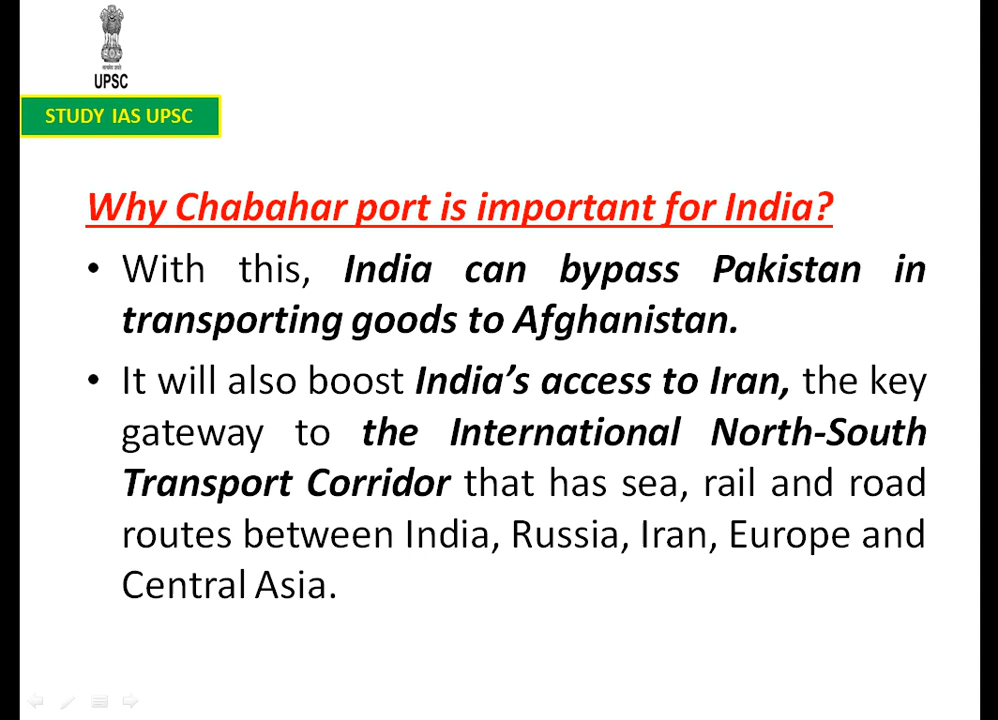 UPSC
STUDY IAS UPSC
Why Chabahar port is important for India?
• With this, India can bypass Pakistan in
transporting goods to Afghanistan.
• It will also boost India’s access to Iran, the key
gateway to the International North-South
Transport Corridor that has sea, rail and road
routes between India, Russia, Iran, Europe and
Central Asia.